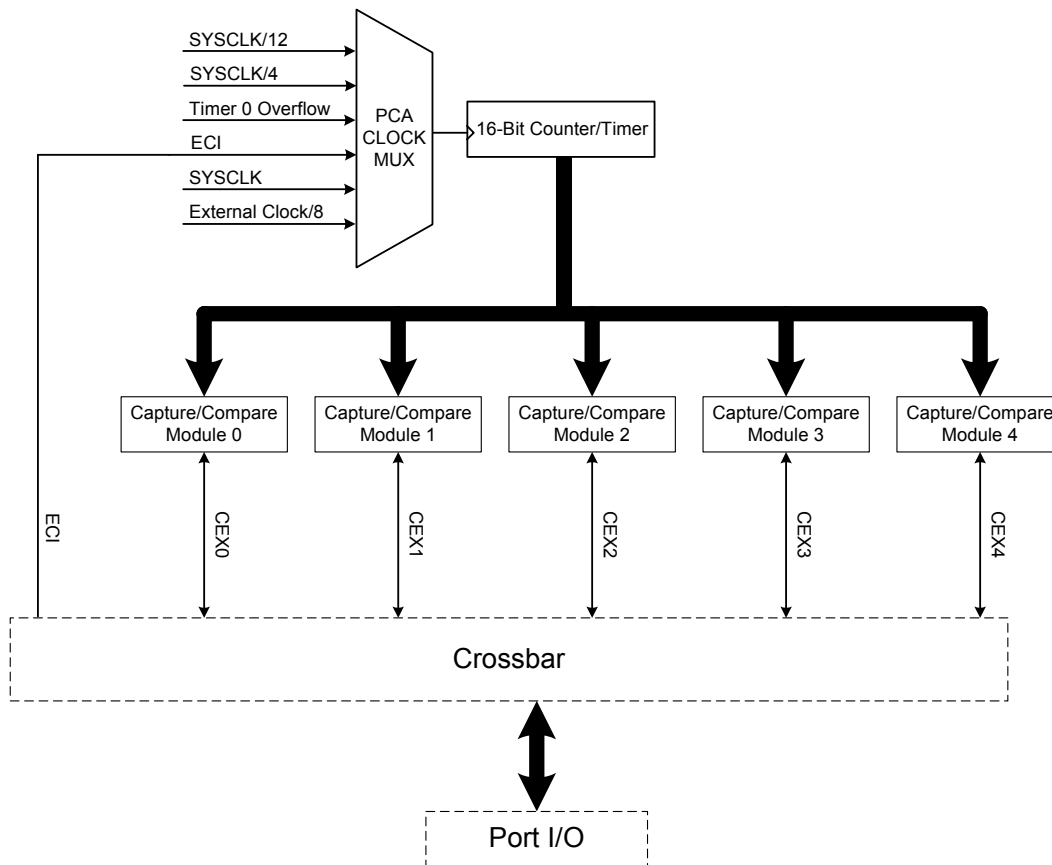 SYSCLK/12
SYSCLK/4
Timer 0 Overflow
ECI
SYSCLK
External Clock/8
PCA
CLOCK
MUX
16-Bit Counter/Timer
Capture/Compare
Module 0
Capture/Compare
Module 1
Capture/Compare
Module 2
Capture/Compare
Module 3
Capture/Compare
Module 4
ECI
CEX0
CEX1
CEX2
CEX3
CEX4
Crossbar
Port I/O